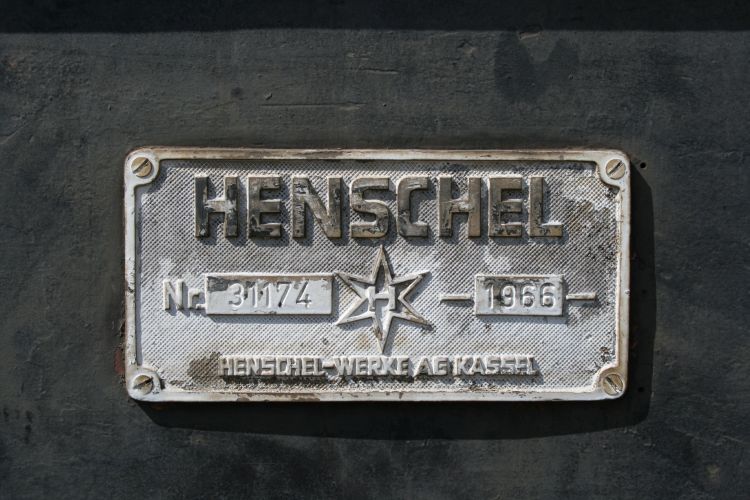 HENSCHEL
Nr. 31174 H – 1966 –
HENSCHEL-WERKE AG KASSEL